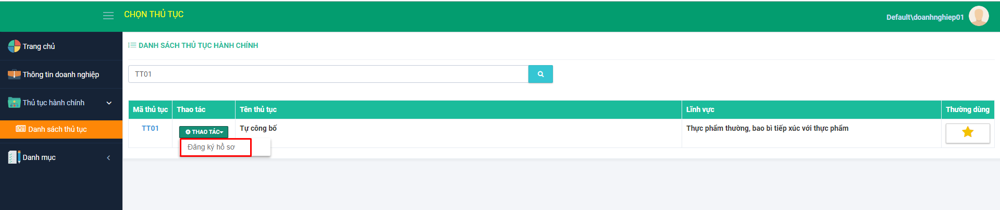 CHỌN THỦ TỤC
Default\doanhnghiep01
Trang chủ
Thông tin doanh nghiệp
Thủ tục hành chính
Danh sách thủ tục
Danh mục
DANH SÁCH THỦ TỤC HÀNH CHÍNH
TT01
Mã thủ tục Thao tác Tên thủ tục Lĩnh vực Thường dùng
TT01 THAO TÁC Tự công bố Thực phẩm thường, bao bì tiếp xúc với thực phẩm
Đăng ký hồ sơ